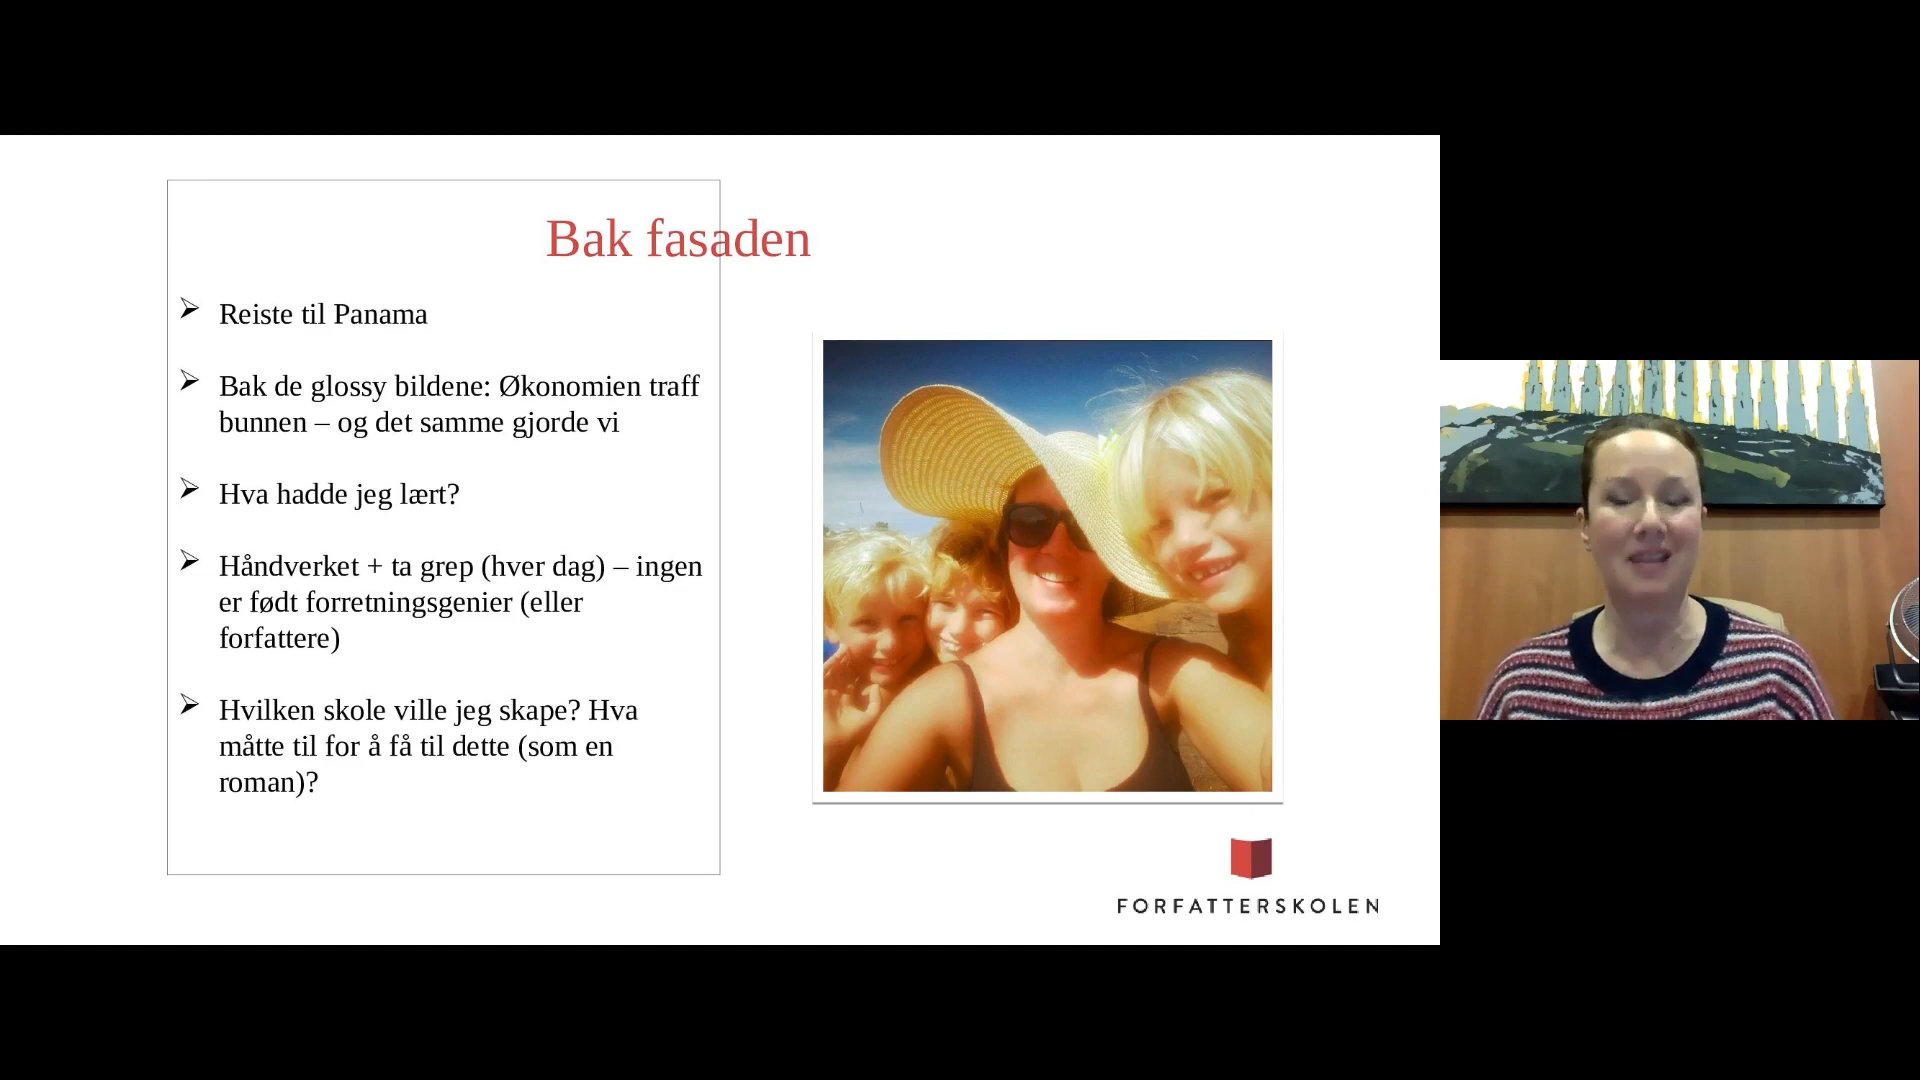 Bak fasaden
Reiste til Panama
Bak de glossy bildene: Økonomien traff
bunnen – og det samme gjorde vi
Hva hadde jeg lært?
Håndverket + ta grep (hver dag) – ingen
er født forretningsgenier (eller
forfattere)
Hvilken skole ville jeg skape? Hva
måtte til for å få til dette (som en
roman)?
FORFATTERSKOLEN